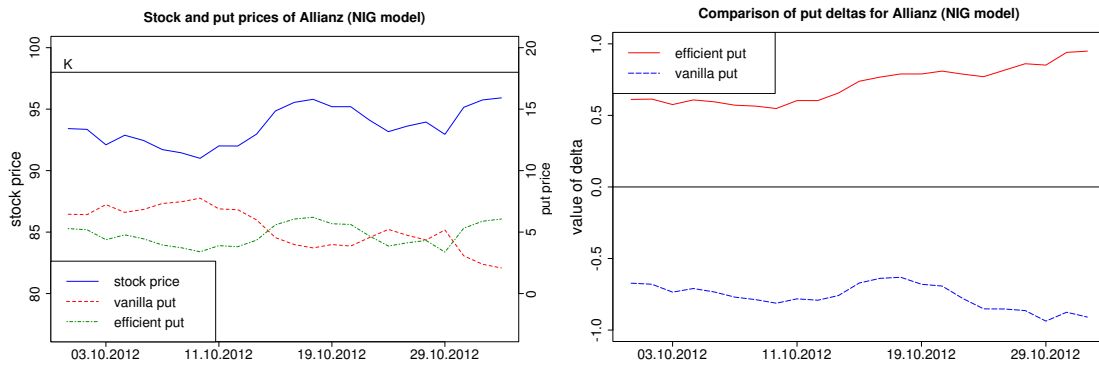 Stock and put prices of Allianz (NIG model)
stock price
100
95
90
85
80
K
20
15
10
5
0
put price
stock price
vanilla put
efficient put
03.10.2012
11.10.2012
19.10.2012
29.10.2012
Comparison of put deltas for Allianz (NIG model)
value of delta
1.0
0.5
0.0
-0.5
-1.0
efficient put
vanilla put
03.10.2012
11.10.2012
19.10.2012
29.10.2012